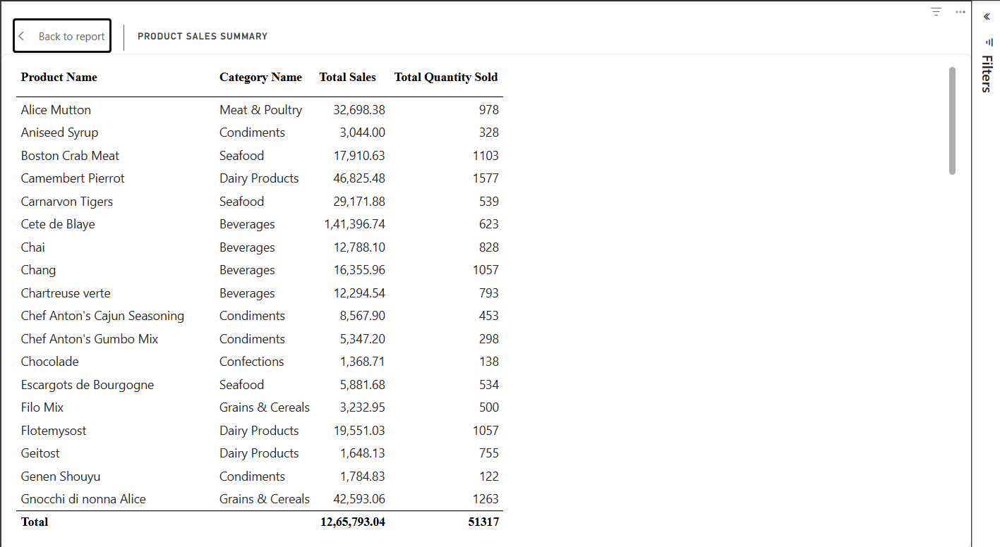 Back to report
PRODUCT SALES SUMMARY
Filters
Product Name Category Name Total Sales Total Quantity Sold
Alice Mutton Meat & Poultry 32,698.38 978
Aniseed Syrup Condiments 3,044.00 328
Boston Crab Meat Seafood 17,910.63 1103
Camembert Pierrot Dairy Products 46,825.48 1577
Carnarvon Tigers Seafood 29,171.88 539
Cete de Blaye Beverages 1,41,396.74 623
Chai Beverages 12,788.10 828
Chang Beverages 16,355.96 1057
Chartreuse verte Beverages 12,294.54 793
Chef Anton's Cajun Seasoning Condiments 8,567.90 453
Chef Anton's Gumbo Mix Condiments 5,347.20 298
Chocolade Confections 1,368.71 138
Escargots de Bourgogne Seafood 5,881.68 534
Filo Mix Grains & Cereals 3,232.95 500
Flotemysost Dairy Products 19,551.03 1057
Geitost Dairy Products 1,648.13 755
Genen Shouyu Condiments 1,784.83 122
Gnocchi di nonna Alice Grains & Cereals 42,593.06 1263
Total 12,65,793.04 51317